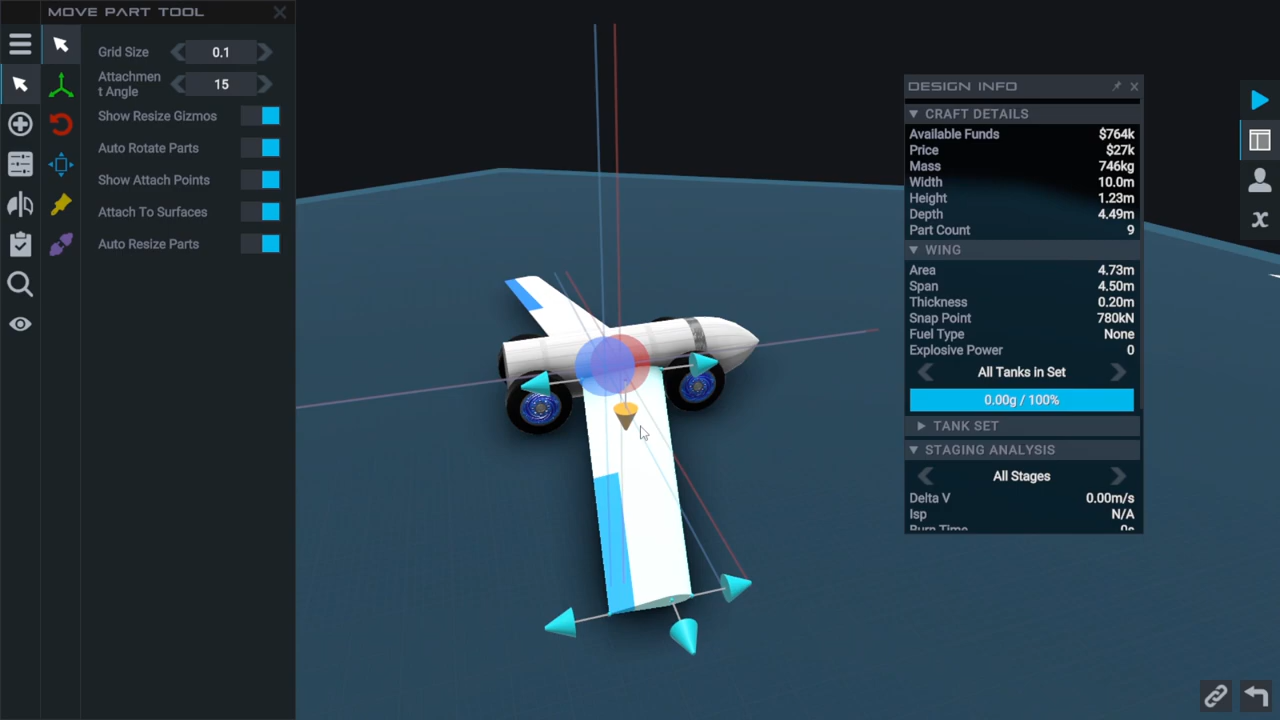 MOVE PART TOOL
Grid Size 0.1
Attachmen
t Angle 15
Show Resize Gizmos
Auto Rotate Parts
Show Attach Points
Attach To Surfaces
Auto Resize Parts
DESIGN INFO
CRAFT DETAILS
Available Funds $764k
Price $27k
Mass 746kg
Width 10.0m
Height 1.23m
Depth 4.49m
Part Count 9
WING
Area 4.73m
Span 4.50m
Thickness 0.20m
Snap Point 780kN
Fuel Type None
Explosive Power 0
All Tanks in Set
0.00g / 100%
TANK SET
STAGING ANALYSIS
All Stages
Delta V 0.00m/s
Isp N/A
Burn Time 0s
x